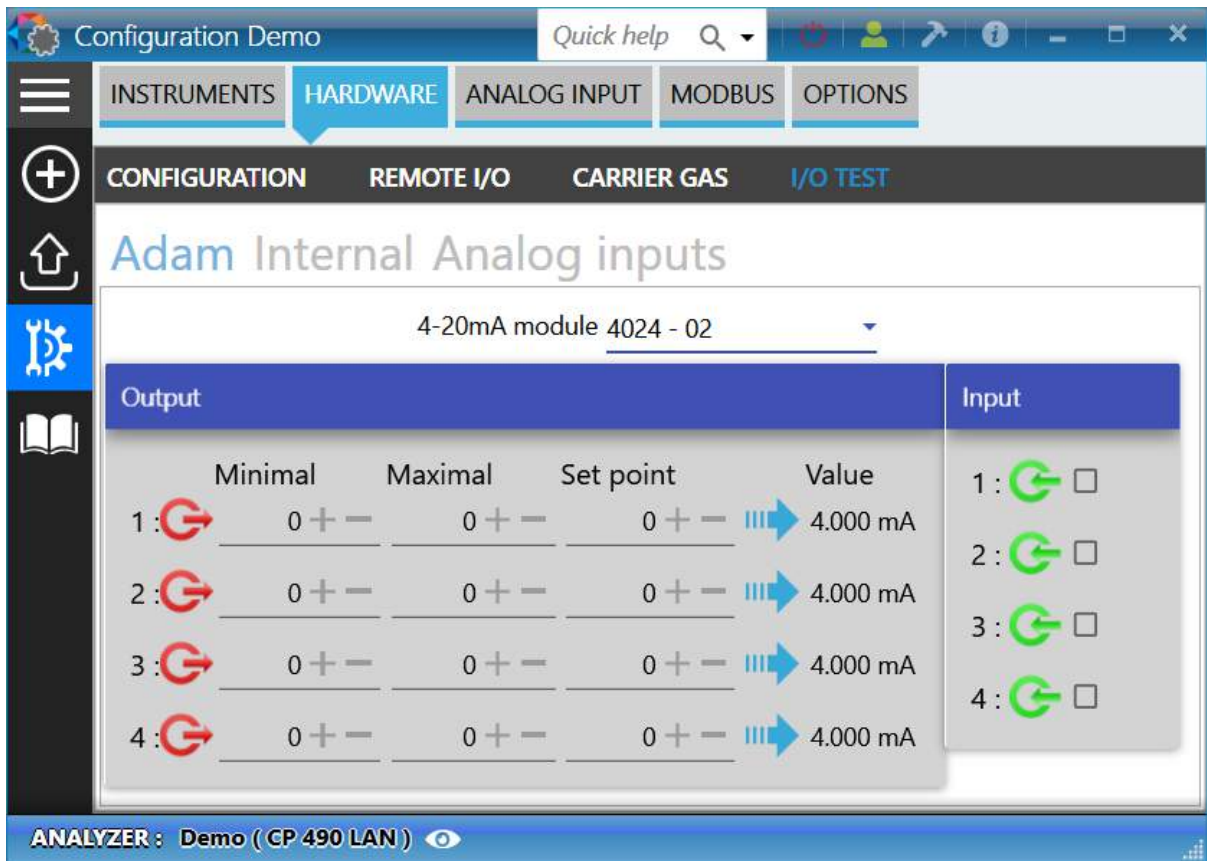 Configuration Demo Quick help
INSTRUMENTS HARDWARE ANALOG INPUT MODBUS OPTIONS
CONFIGURATION REMOTE I/O CARRIER GAS I/O TEST
Adam Internal Analog inputs
4-20mA module 4024 - 02
Output Input
Minimal Maximal Set point Value
1 : 0 0 0 4.000 mA 1 :
2 : 0 0 0 4.000 mA 2 :
3 : 0 0 0 4.000 mA 3 :
4 : 0 0 0 4.000 mA 4 :
ANALYZER : Demo ( CP 490 LAN )